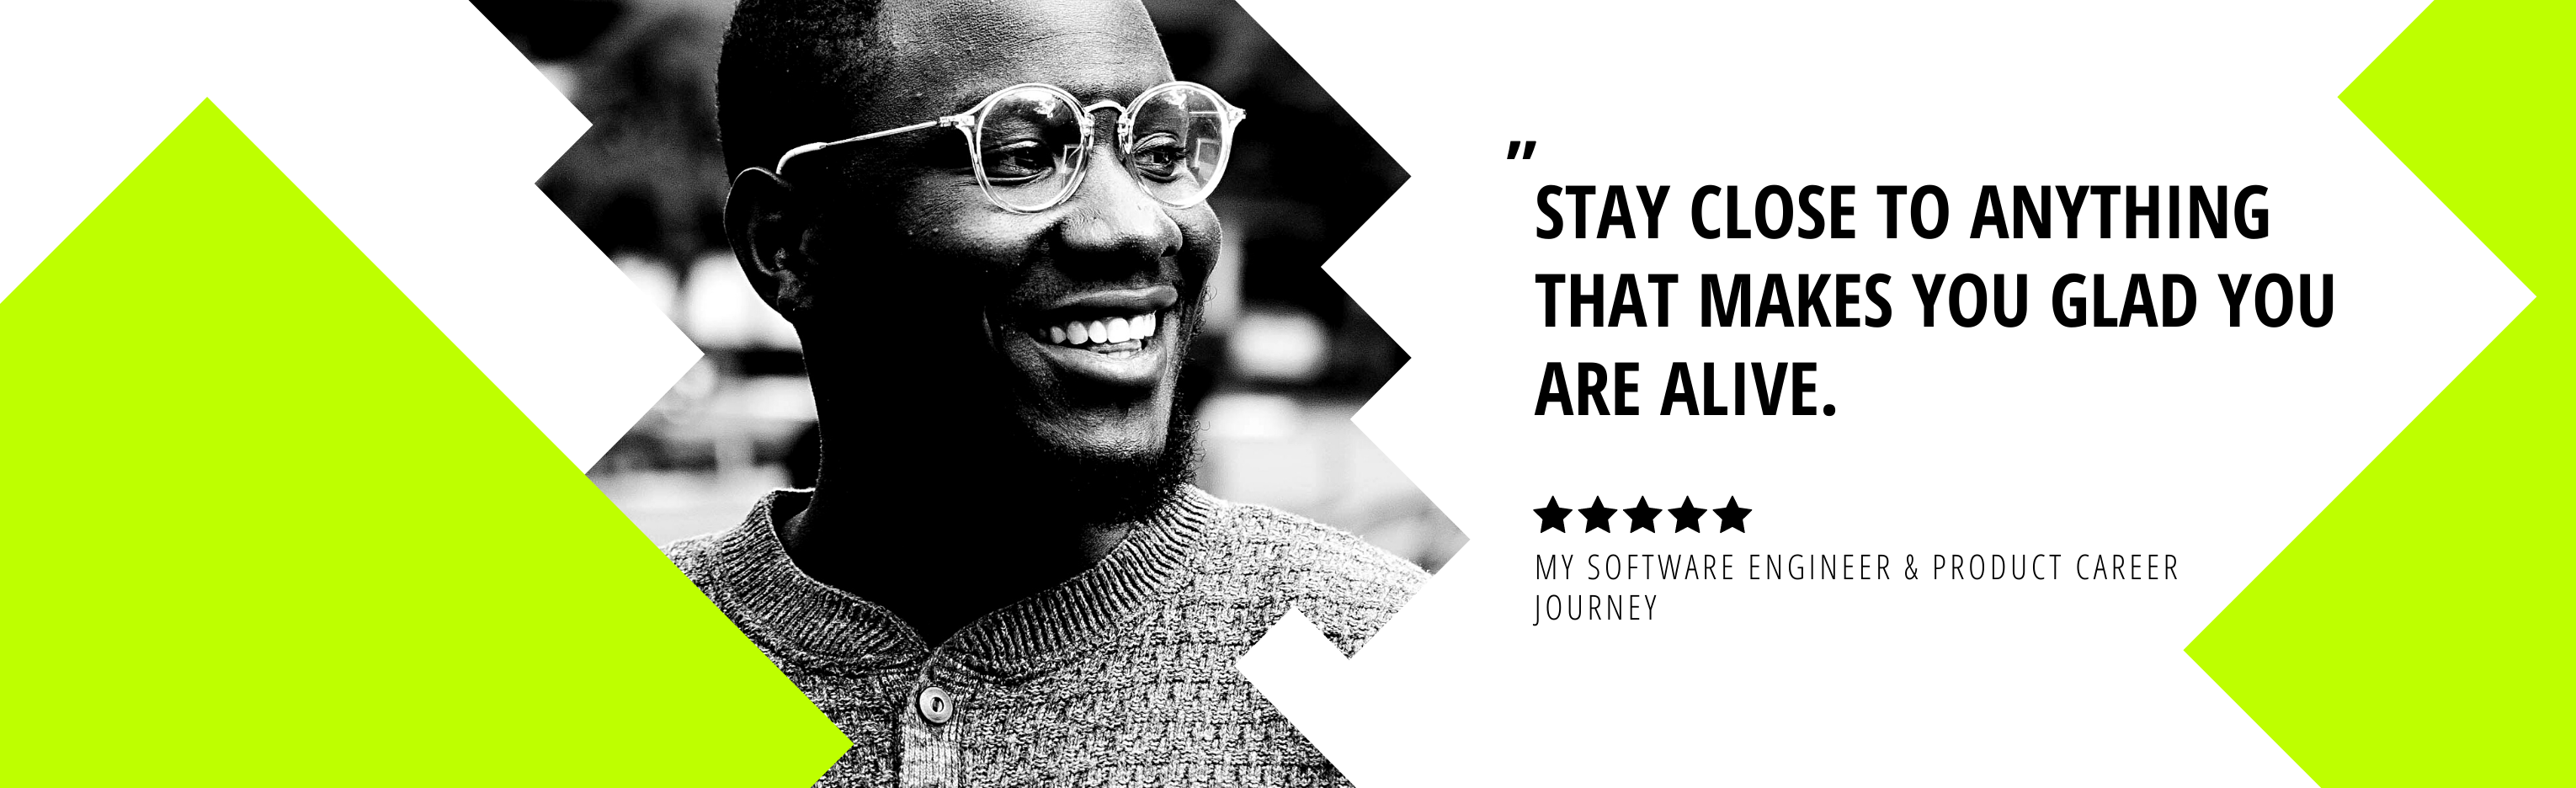 "
STAY CLOSE TO ANYTHING
THAT MAKES YOU GLAD YOU
ARE ALIVE.
MY SOFTWARE ENGINEER & PRODUCT CAREER
JOURNEY